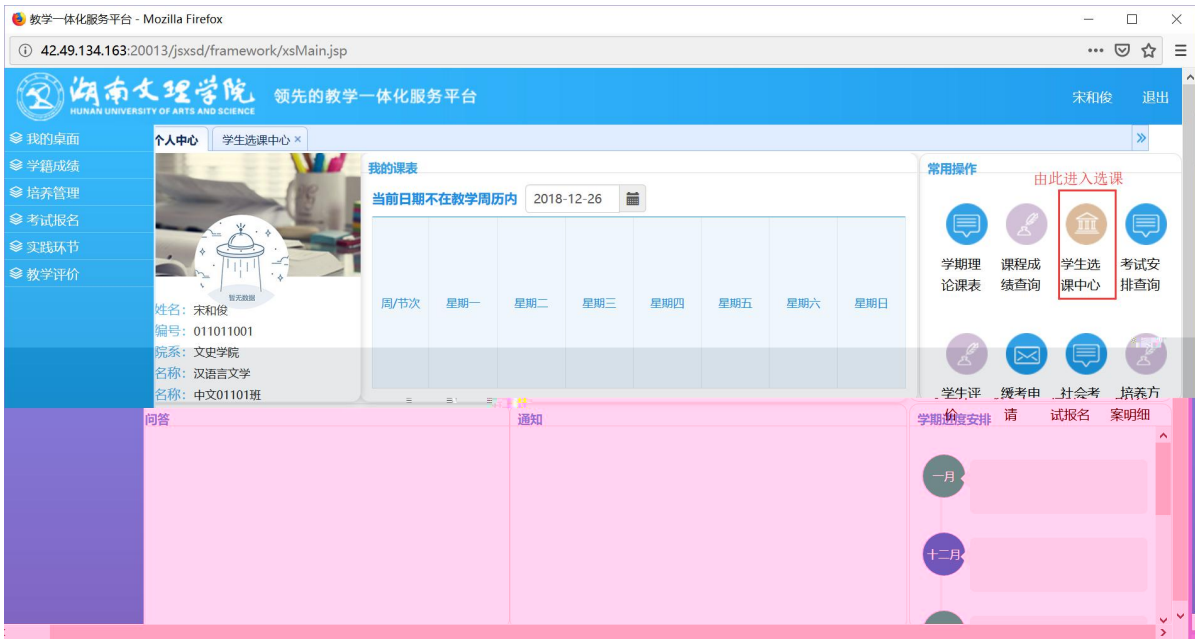 教学一体化服务平台 - Mozilla Firefox
42.49.134.163:20013/jsxsd/framework/xsMain.jsp
湖南文理学院
HUNAN UNIVERSITY OF ARTS AND SCIENCE
领先的教学一体化服务平台
宋和俊 退出
我的桌面
学籍成绩
培养管理
考试报名
实践环节
教学评价
个人中心 学生选课中心 ×
暂无数据
姓名：宋和俊
编号：011011001
院系：文史学院
名称：汉语言文学
名称：中文01101班
我的课表
当前日期不在教学周历内 2018-12-26
周/节次 星期一 星期二 星期三 星期四 星期五 星期六 星期日
常用操作
由此进入选课
学期理论课表
课程成绩查询
学生选课中心
考试安排查询
学生评价
缓考申请
社会考试报名
培养方案明细
问答
通知
学期进度安排
一月
十二月